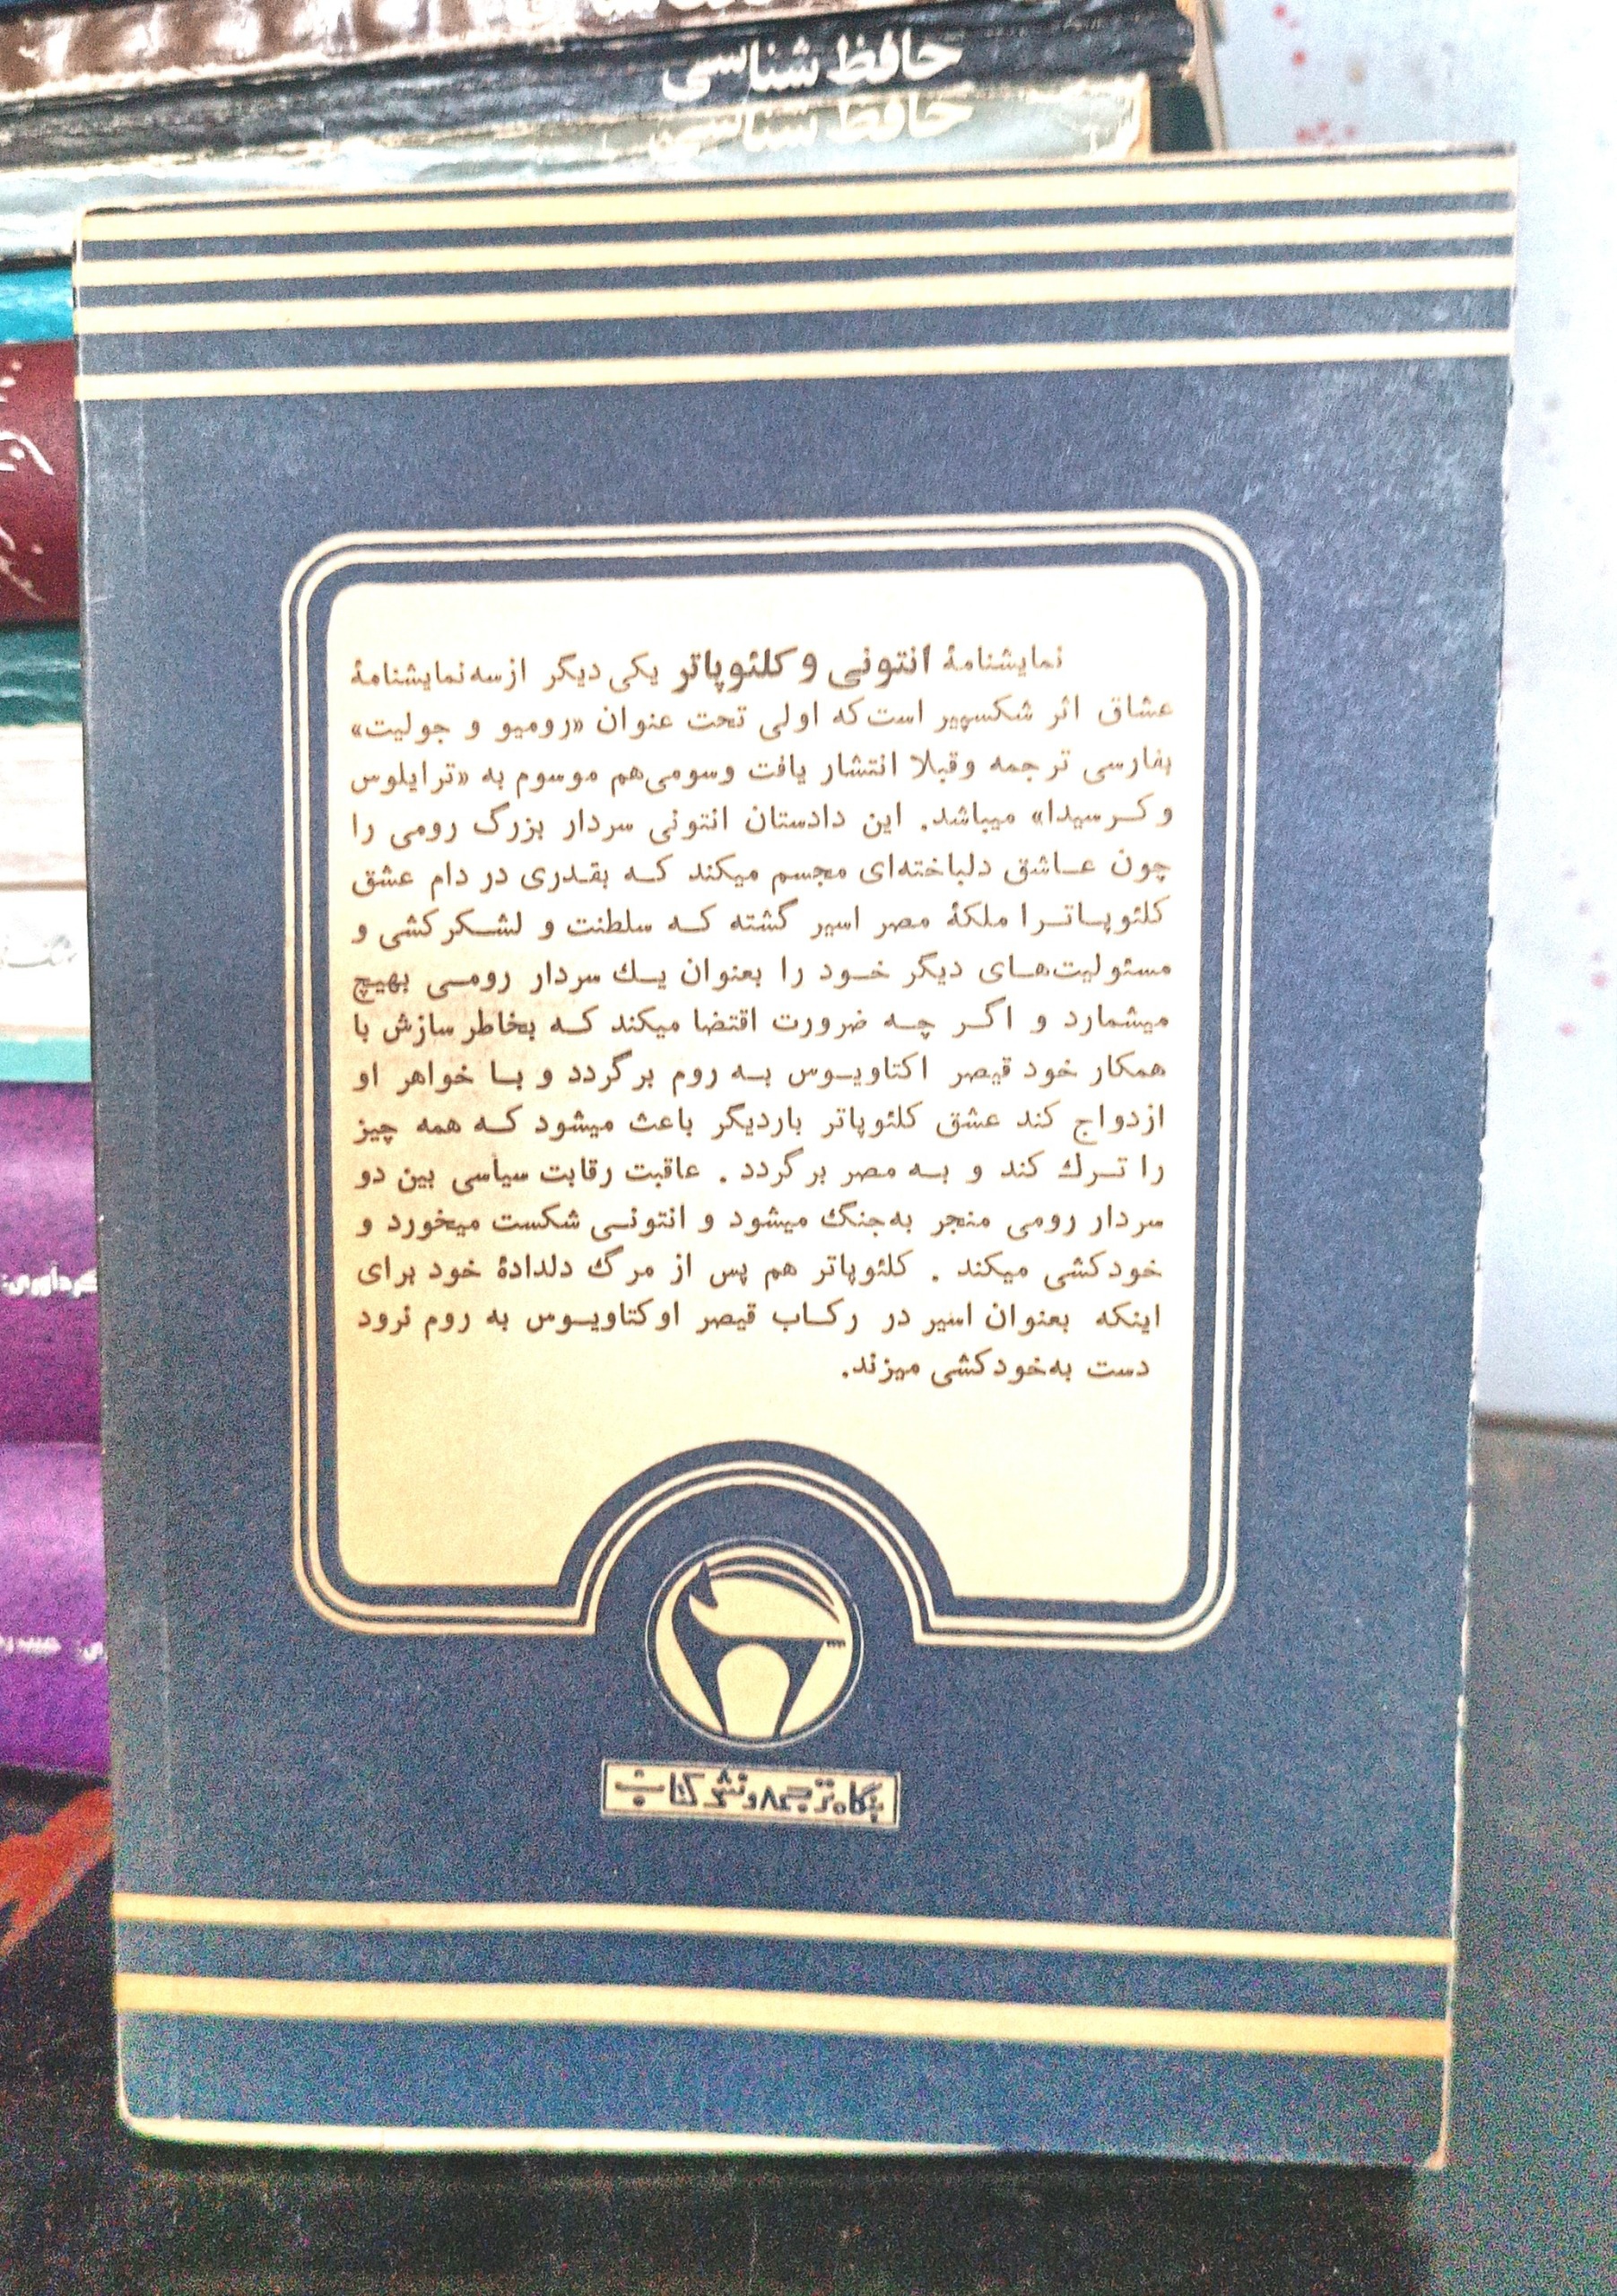 حافظ شناسی
حافظ شناسی
نمایشنامهٔ انتونی و کلئوپاتر یکی دیگر از سه نمایشنامهٔ
عشاق اثر شکسپیر است که اولی تحت عنوان «رومیو و جولیت»
بفارسی ترجمه و قبلا انتشار یافت و سومی هم موسوم به «ترایلوس
و کرسیدا» میباشد. این دادستان انتونی سردار بزرگ رومی را
چون عاشق دلباخته‌ای مجسم میکند که بقدری در دام عشق
کلئوپاترا ملکهٔ مصر اسیر گشته که سلطنت و لشکر کشی و
مسئولیت‌های دیگر خود را بعنوان یک سردار رومی بهیچ
میشمارد و اگر چه ضرورت اقتضا میکند که بخاطر سازش با
همکار خود قیصر اکتاویوس به روم برگردد و با خواهر او
ازدواج کند عشق کلئوپاتر باردیگر باعث میشود که همه چیز
را ترک کند و به مصر برگردد . عاقبت رقابت سیاسی بین دو
سردار رومی منجر به‌جنگ میشود و انتونی شکست میخورد و
خودکشی میکند . کلئوپاتر هم پس از مرگ دلدادهٔ خود برای
اینکه بعنوان اسیر در رکاب قیصر اوکتاویوس به روم نرود
دست به‌خودکشی میزند.
بنگاه ترجمه و نشر کتاب
گردآوری: